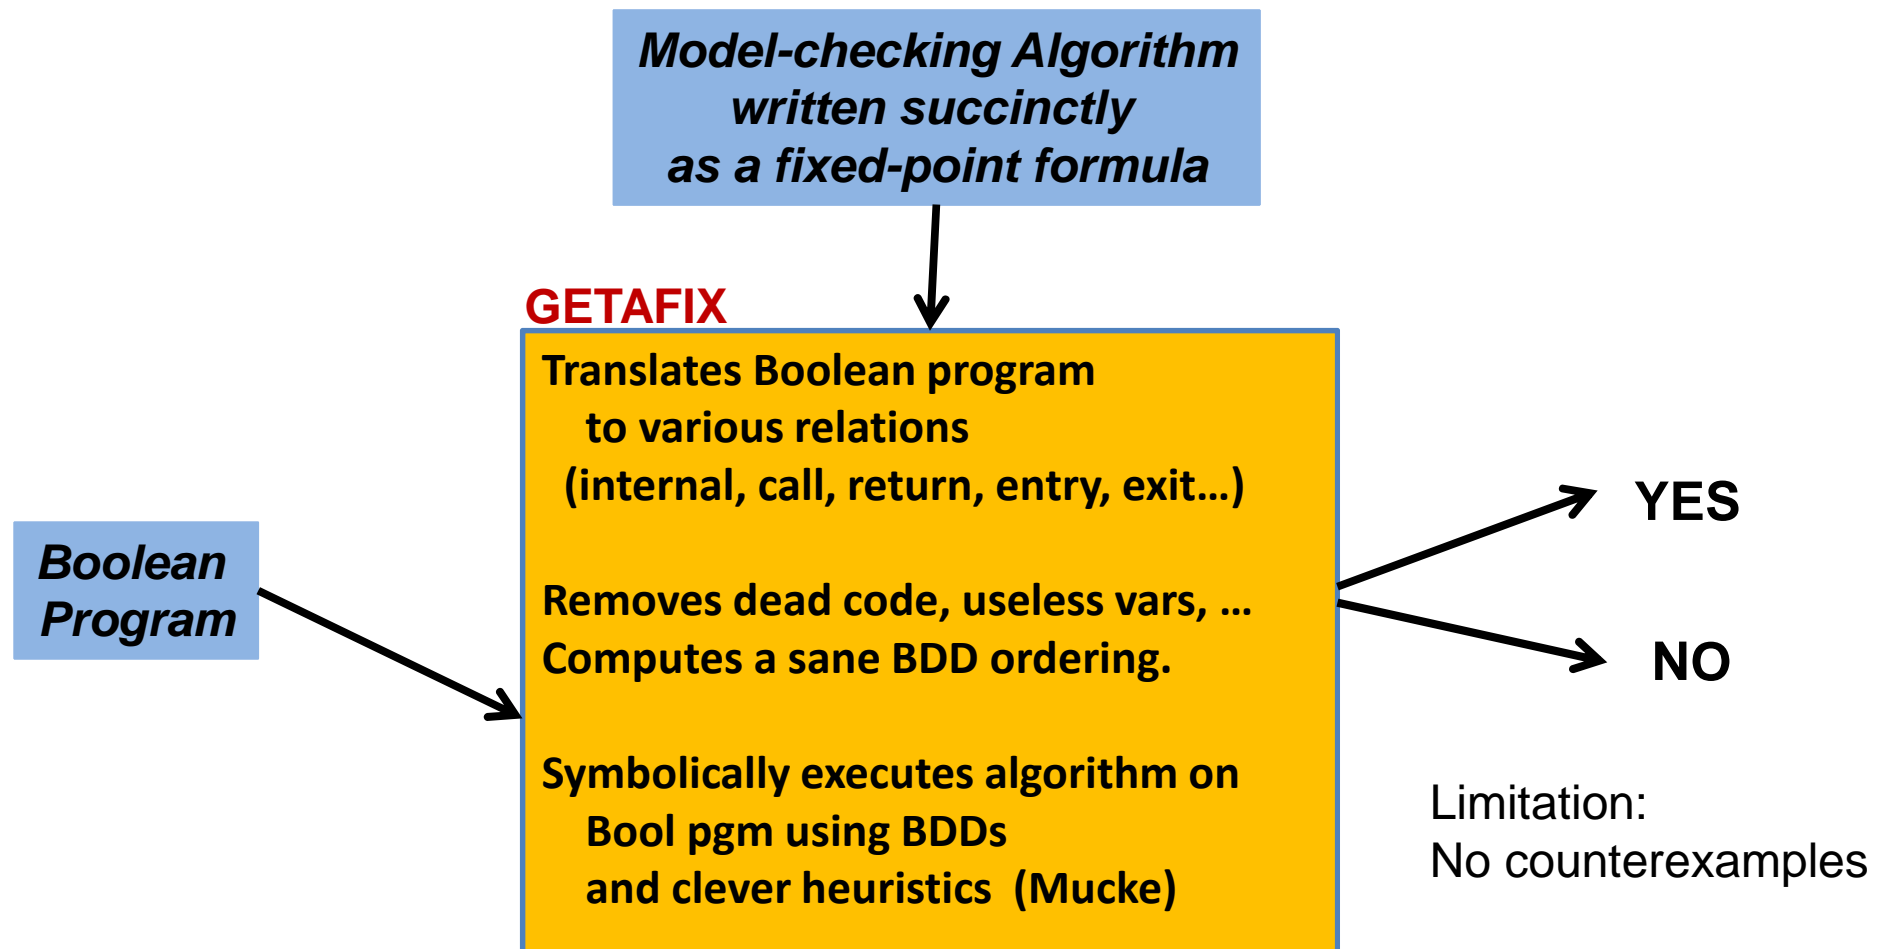 Model-checking Algorithm
written succinctly
as a fixed-point formula
GETAFIX
Translates Boolean program
to various relations
(internal, call, return, entry, exit…)
Removes dead code, useless vars, …
Computes a sane BDD ordering.
Symbolically executes algorithm on
Bool pgm using BDDs
and clever heuristics (Mucke)
Boolean
Program
YES
NO
Limitation:
No counterexamples